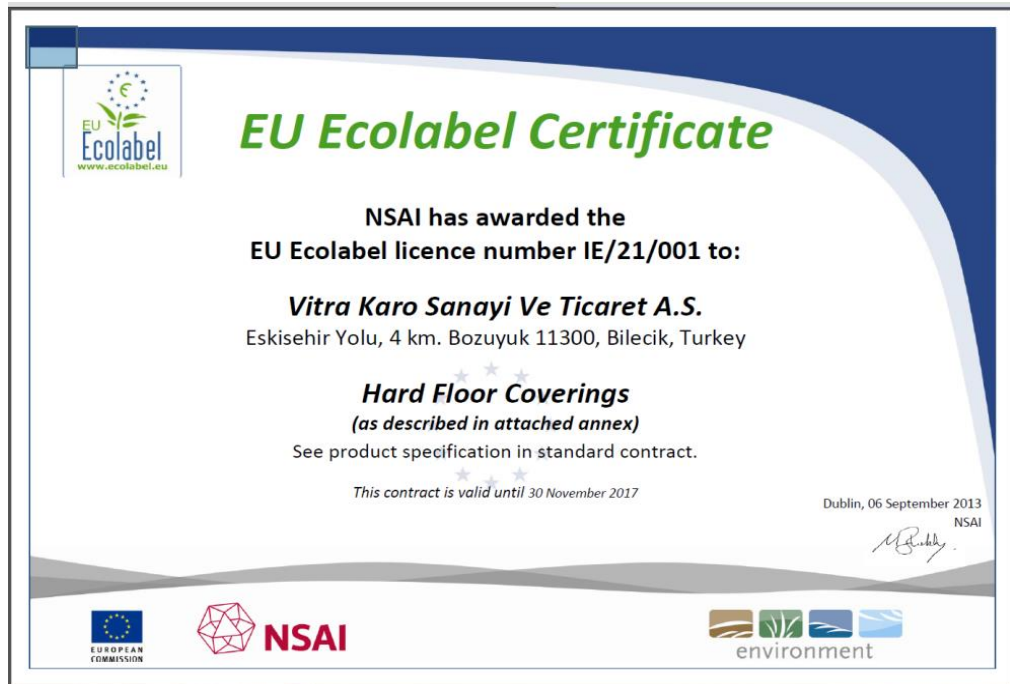 EU
Ecolabel
www.ecolabel.eu
EU Ecolabel Certificate
NSAI has awarded the
EU Ecolabel licence number IE/21/001 to:
Vitra Karo Sanayi Ve Ticaret A.S.
Eskisehir Yolu, 4 km. Bozuyuk 11300, Bilecik, Turkey
Hard Floor Coverings
(as described in attached annex)
See product specification in standard contract.
This contract is valid until 30 November 2017
Dublin, 06 September 2013
NSAI
EUROPEAN
COMMISSION
NSAI
environment